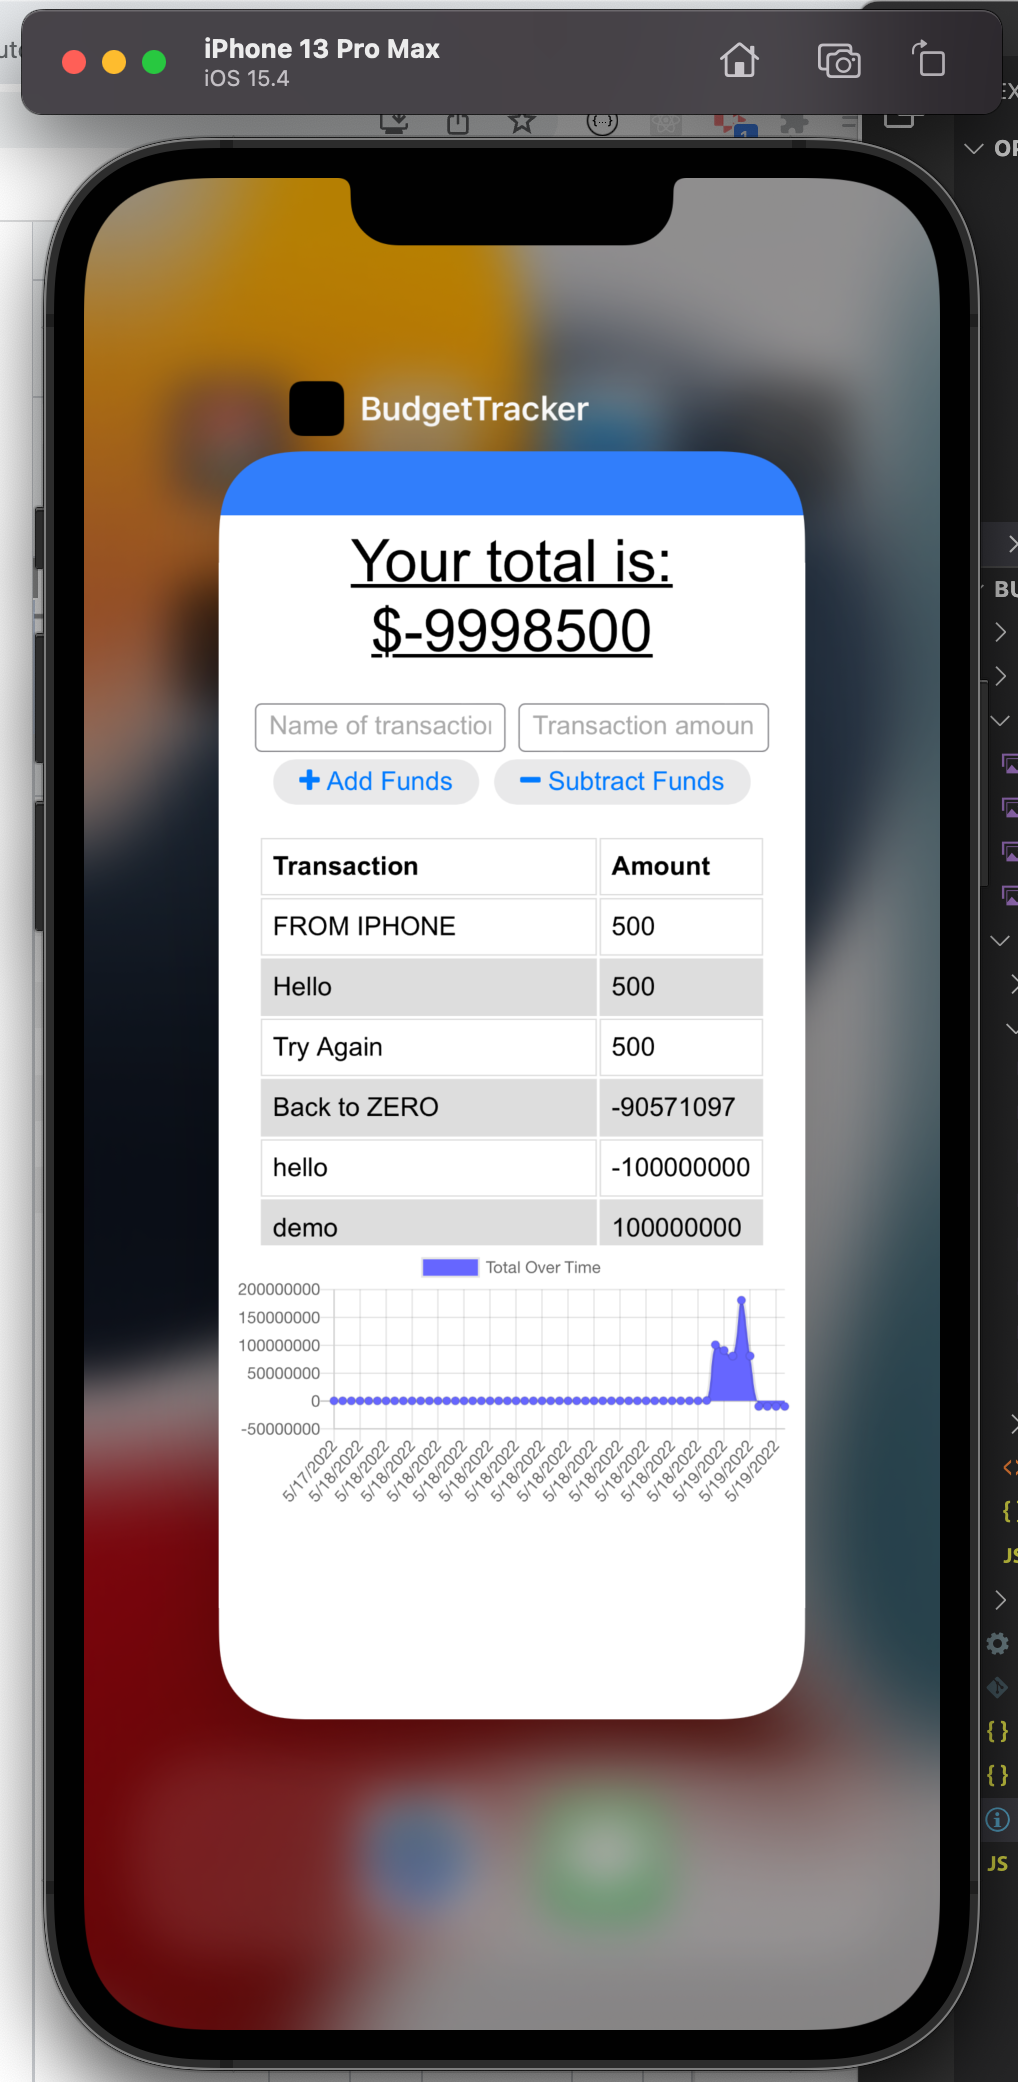 iPhone 13 Pro Max
iOS 15.4
BudgetTracker
Your total is:
$-9998500
Name of transaction
Transaction amoun
+ Add Funds
− Subtract Funds
Transaction Amount
FROM IPHONE 500
Hello 500
Try Again 500
Back to ZERO -90571097
hello -100000000
demo 100000000
Total Over Time
200000000
150000000
100000000
50000000
0
-50000000
5/17/2022
5/18/2022
5/18/2022
5/18/2022
5/18/2022
5/18/2022
5/18/2022
5/18/2022
5/18/2022
5/18/2022
5/18/2022
5/18/2022
5/18/2022
5/18/2022
5/18/2022
5/19/2022
5/19/2022
5/19/2022
JS
JS